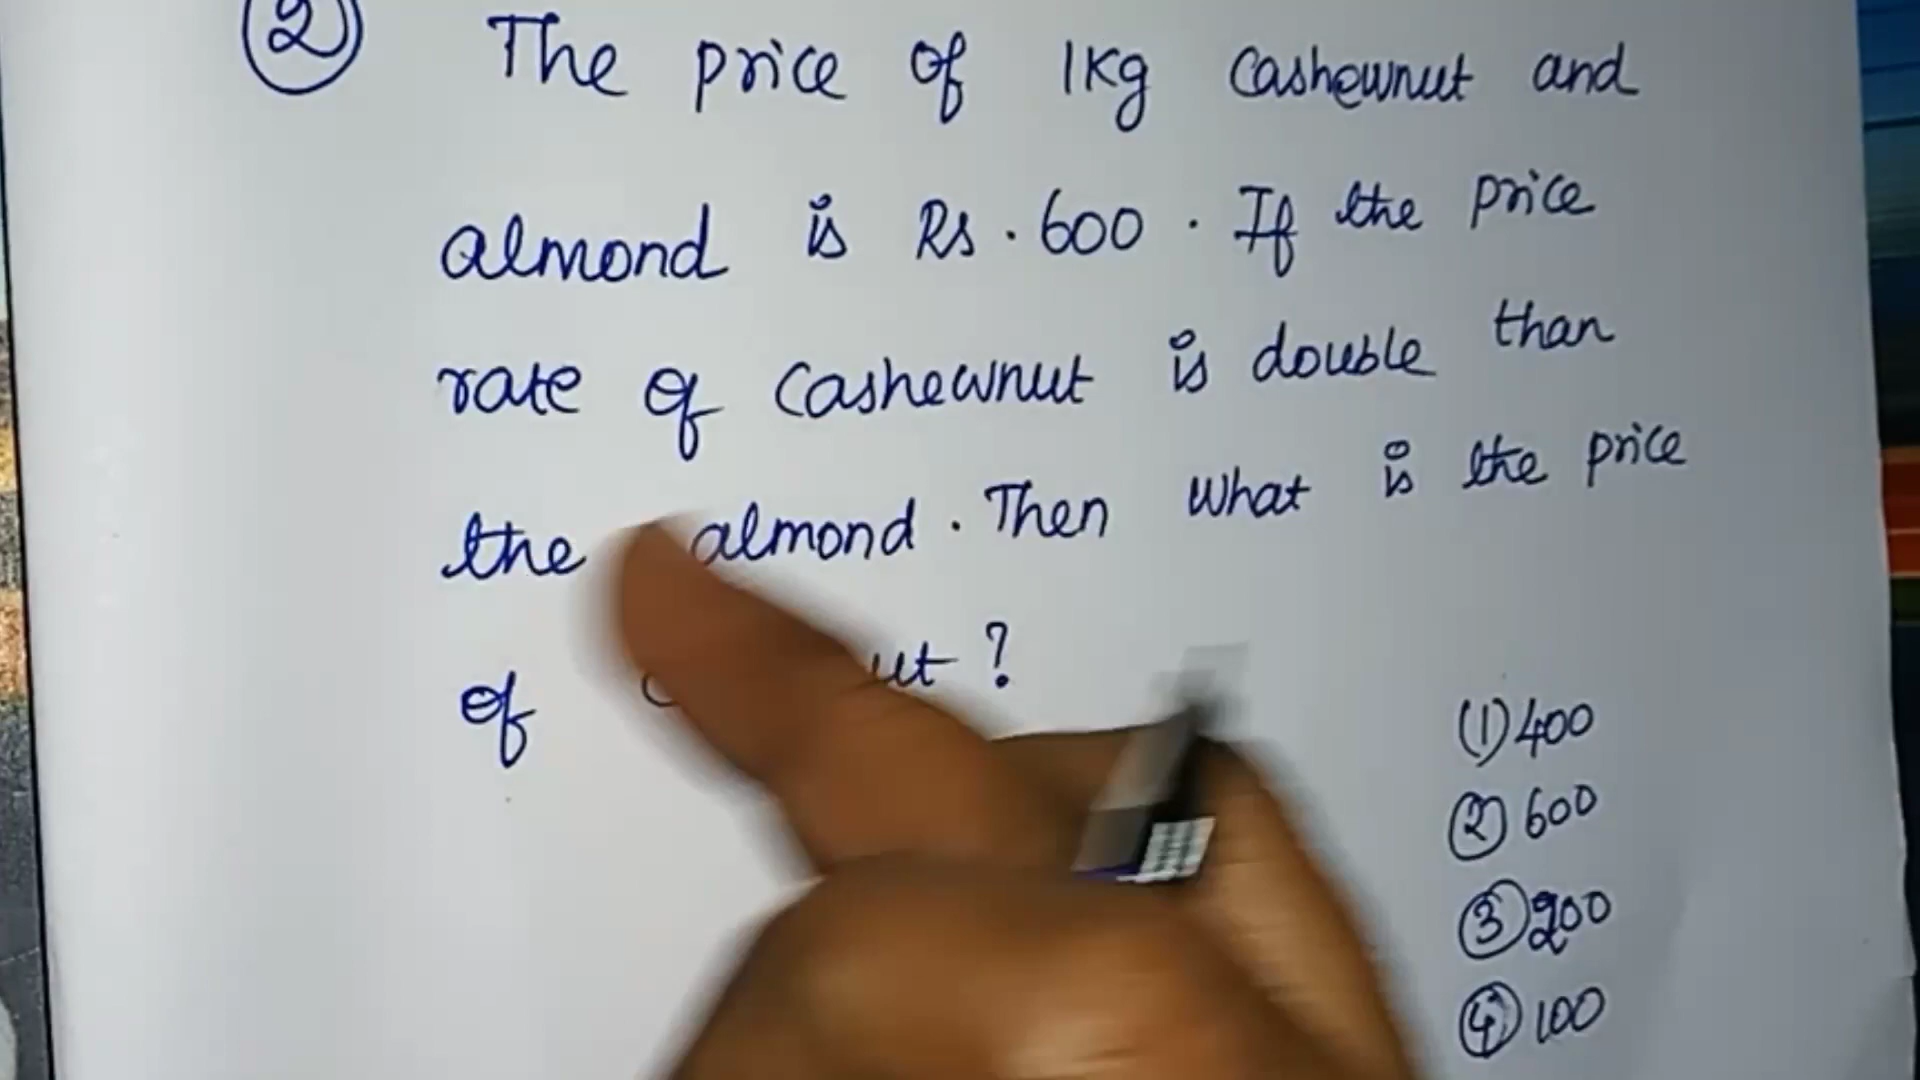 2 The price of 1Kg Cashewnut and
almond is Rs. 600. If the price
rate of Cashewnut is double than
the almond. Then what is the price
of ut?
(1) 400
(2) 600
(3) 200
(4) 100